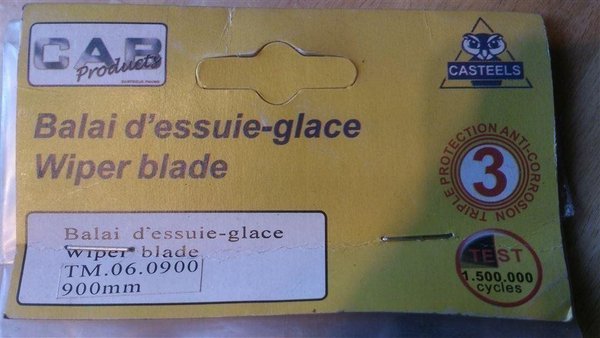 CAR
Products
CASTEELS
Balai d'essuie-glace
Wiper blade
TRIPLE PROTECTION ANTI-CORROSION
3
Balai d'essuie-glace
Wiper blade
TM.06.0900
900mm
TEST
1.500.000
cycles